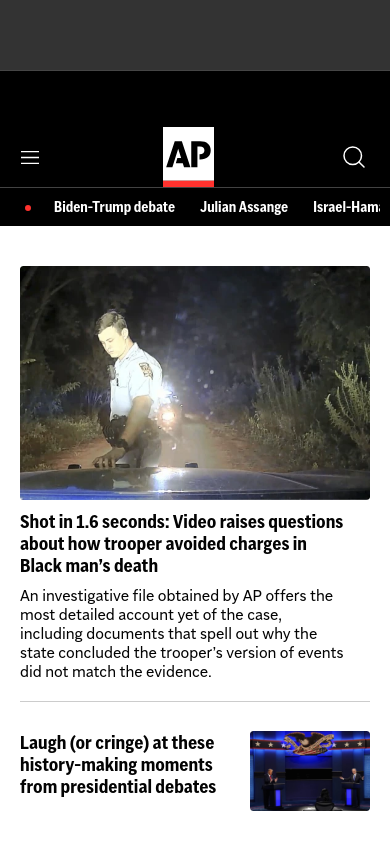 AP
Biden-Trump debate Julian Assange Israel-Hama
Shot in 1.6 seconds: Video raises questions
about how trooper avoided charges in
Black man’s death
An investigative file obtained by AP offers the
most detailed account yet of the case,
including documents that spell out why the
state concluded the trooper’s version of events
did not match the evidence.
Laugh (or cringe) at these
history-making moments
from presidential debates